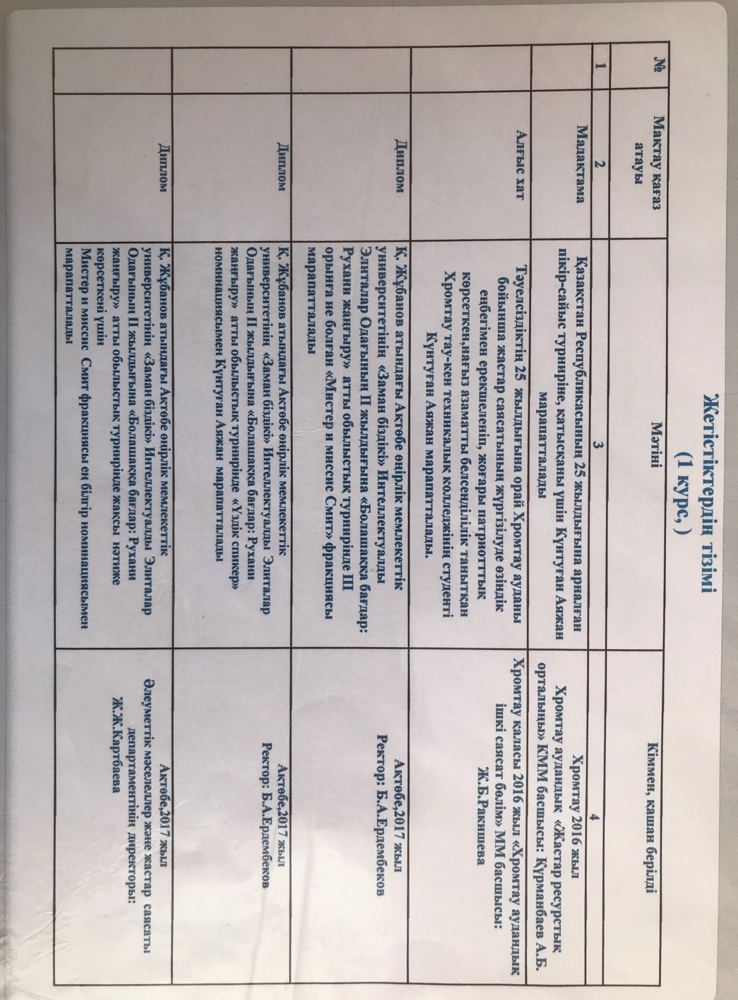 Жетістіктердің тізімі
(1 курс, )
№
Мақтау қағаз
атауы
Мәтіні
Кіммен, қашан берілді
1
2
3
4
Мадақтама
Қазақстан Республикасының 25 жылдығына арналған
пікір-сайыс турниріне, қатысқаны үшін Күнтуған Аяжан
марапатталады
Хромтау 2016 жыл
Хромтау аудандық «Жастар ресурстық
орталыңы» КММ басшысы: Құрманбаев А.Б.
Алғыс хат
Тәуелсіздіктің 25 жылдығына орай Хромтау ауданы
бойынша жастар саясатының жүргізілуде өзіндік
еңбегімен ерекшеленіп, жоғары патриоттық
көрсеткен,нағыз азаматты белсенділік танытқан
Хромтау тау-кен техникалық колледжінің студенті
Күнтуған Аяжан марапатталады.
Хромтау қаласы 2016 жыл «Хромтау аудандық
ішкі саясат бөлім» ММ басшысы:
Ж.Б.Ракишева
Диплом
Қ. Жұбанов атындағы Ақтөбе өңірлік мемлекеттік
университетінің «Заман біздікі» Интеллектуалды
Элиталар Одағының II жылдығына «Болашаққа бағдар:
Рухани жаңғыру» атты обылыстық турнирінде III
орынға ие болған «Мистер и миссис Смит» фракциясы
марапатталады
Ақтөбе,2017 жыл
Ректор: Б.А.Ердембеков
Диплом
Қ. Жұбанов атындағы Ақтөбе өңірлік мемлекеттік
университетінің «Заман біздікі» Интеллектуалды Элиталар
Одағының II жылдығына «Болашаққа бағдар: Рухани
жаңғыру» атты обылыстық турнирінде «Үздік спикер»
номинациясымен Күнтуған Аяжан марапатталады
Ақтөбе,2017 жыл
Ректор: Б.А.Ердембеков
Диплом
Қ. Жұбанов атындағы Ақтөбе өңірлік мемлекеттік
университетінің «Заман біздікі» Интеллектуалды Элиталар
Одағының II жылдығына «Болашаққа бағдар: Рухани
жаңғыру» атты обылыстық турнирінде жақсы нәтиже
көрсеткені үшін
Мистер и миссис Смит фракциясы ең білгір номинациясымен
марапатталады
Ақтөбе,2017 жыл
Әлеуметтік мәселеллер және жастар саясаты
департаментінің директоры:
Ж.Ж.Картбаева